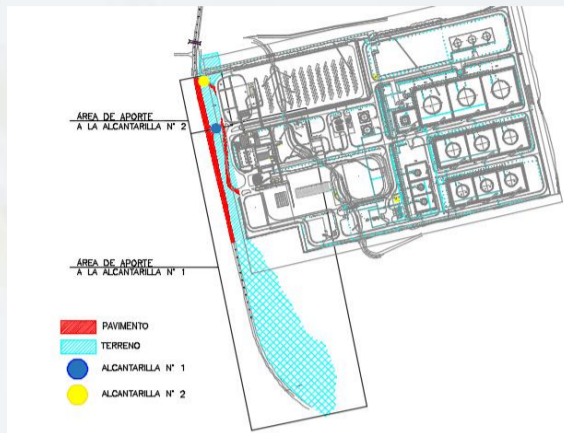 ÁREA DE APORTE
A LA ALCANTARILLA N° 2
ÁREA DE APORTE
A LA ALCANTARILLA N° 1
PAVIMENTO
TERRENO
ALCANTARILLA N° 1
ALCANTARILLA N° 2